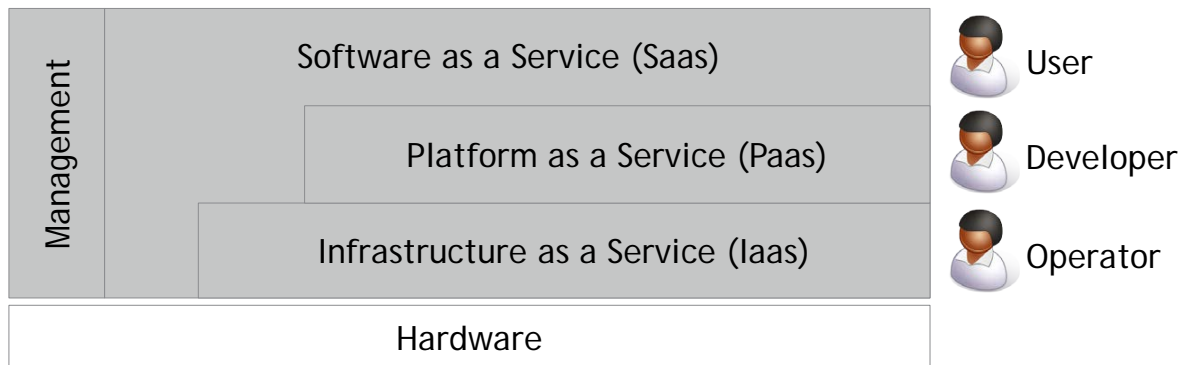 Management
Software as a Service (Saas)
User
Platform as a Service (Paas)
Developer
Infrastructure as a Service (Iaas)
Operator
Hardware